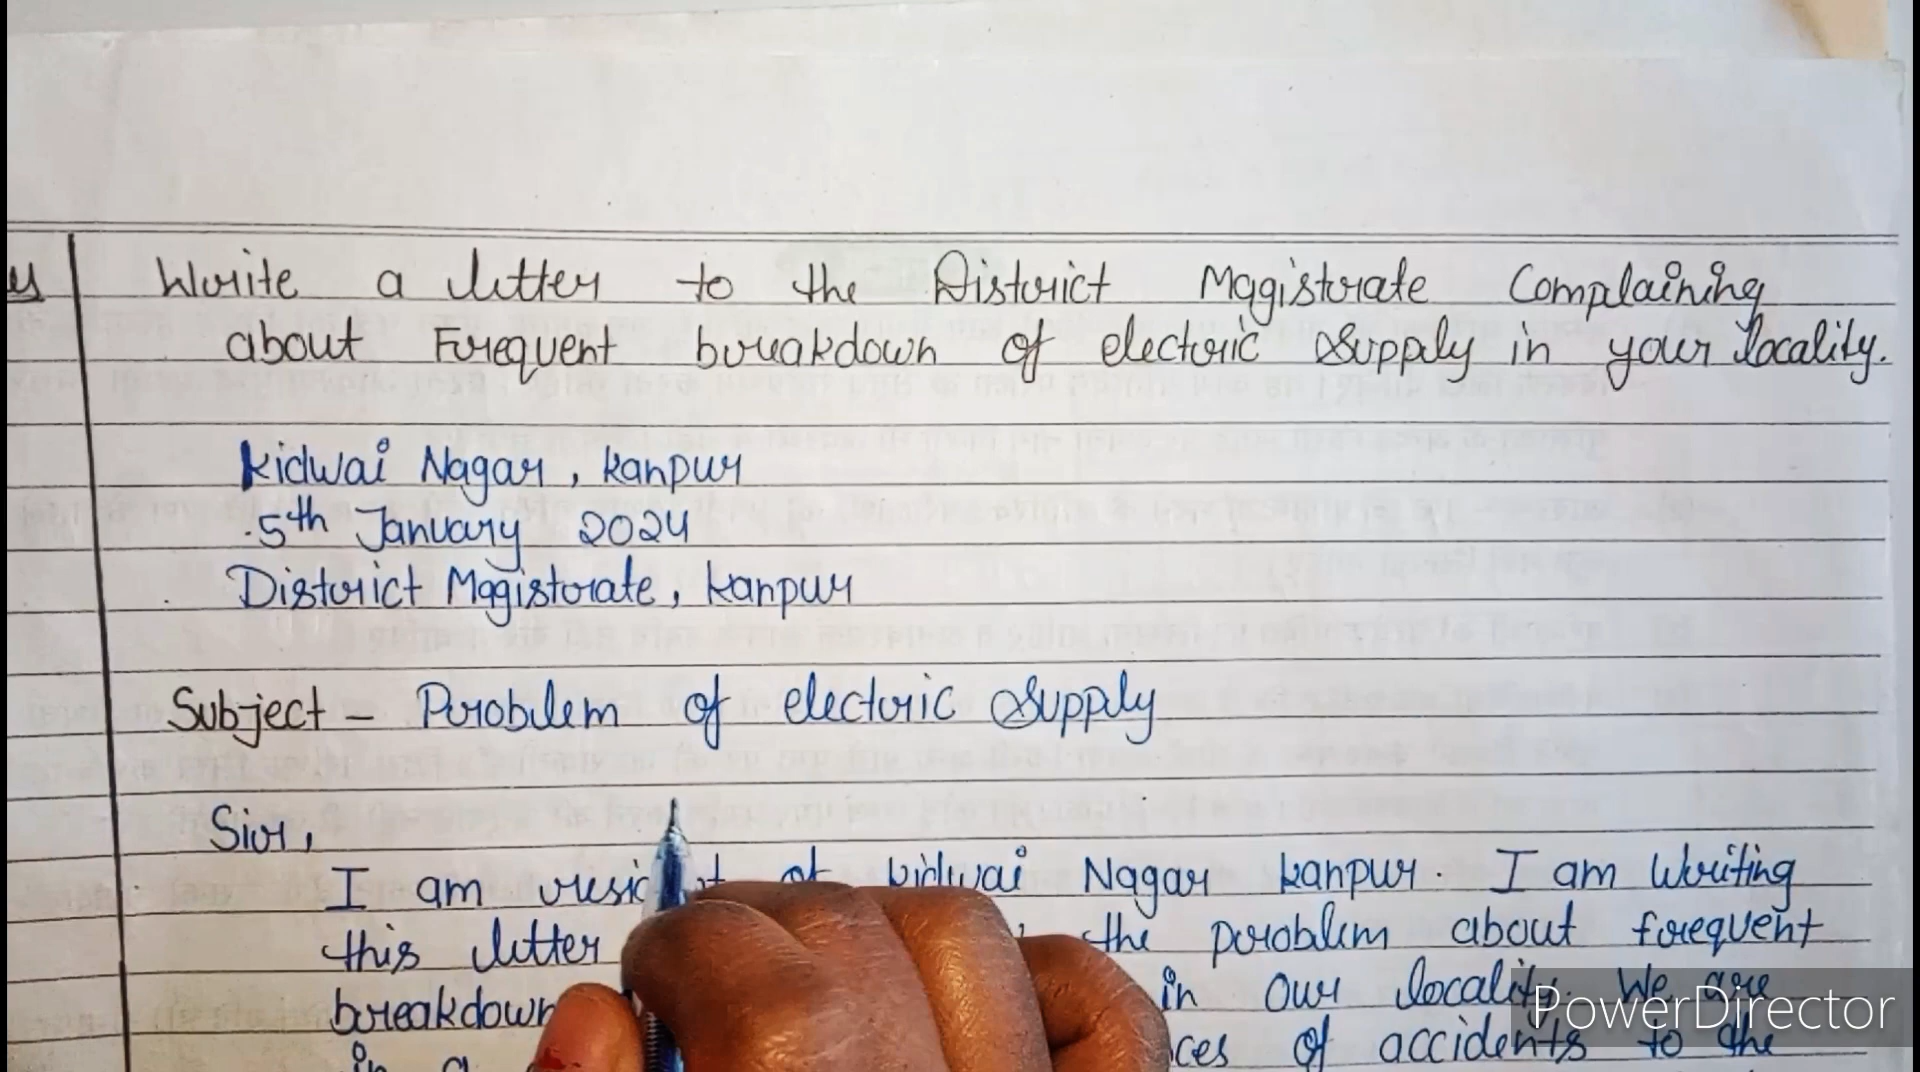 Write a letter to the District Magistrate Complaining
about Frequent breakdown of electric Supply in your locality.
Kidwai Nagar, Kanpur
5th January 2024
District Magistrate, Kanpur
Subject - Problem of electric Supply
Sir,
I am of Kidwai Nagar Kanpur. I am Writing
this letter the problem about frequent
breakdown in our locality. We are
in a of accidents to the
PowerDirector